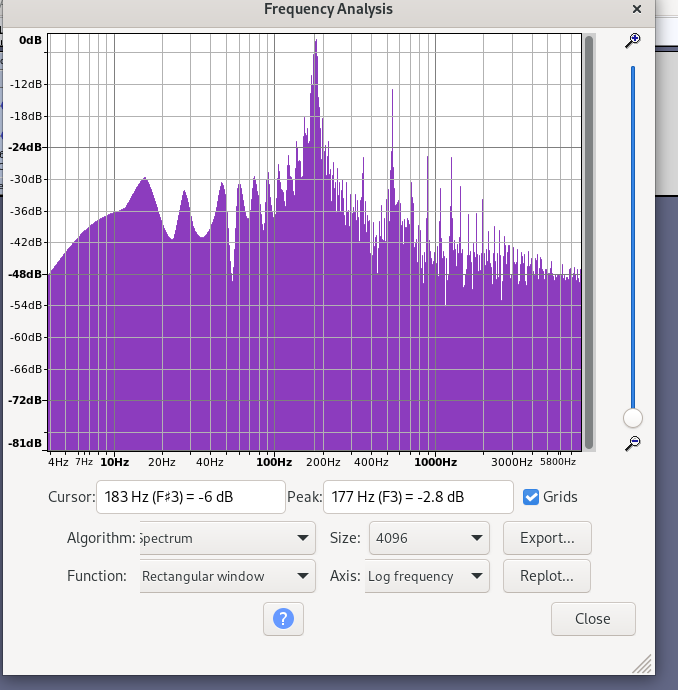 Frequency Analysis
0dB
-12dB
-18dB
-24dB
-30dB
-36dB
-42dB
-48dB
-54dB
-60dB
-66dB
-72dB
-81dB
4Hz 7Hz 10Hz 20Hz 40Hz 100Hz 200Hz 400Hz 1000Hz 3000Hz 5800Hz
Cursor: 183 Hz (F♯3) = -6 dB Peak: 177 Hz (F3) = -2.8 dB Grids
Algorithm: Spectrum Size: 4096 Export...
Function: Rectangular window Axis: Log frequency Replot...
? Close